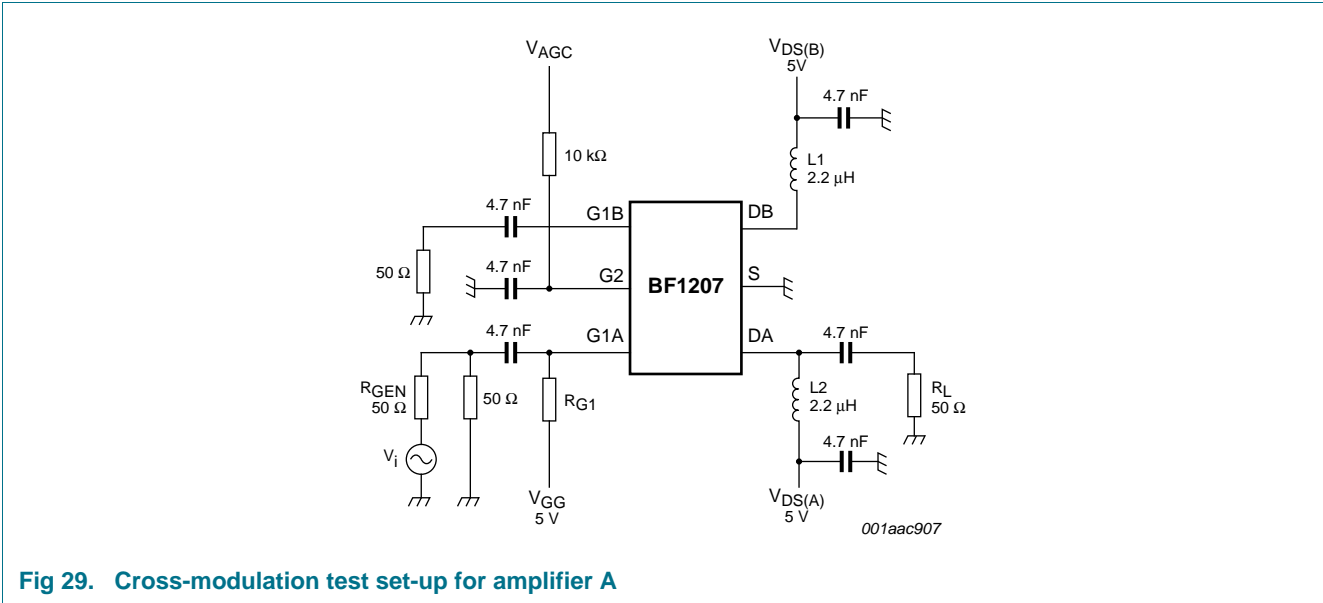 VAGC
VDS(B)
5V
4.7 nF
10 kΩ
L1
2.2 μH
4.7 nF
G1B
DB
50 Ω
4.7 nF
G2
BF1207
S
4.7 nF
G1A
DA
4.7 nF
RGEN
50 Ω
50 Ω
RG1
L2
2.2 μH
RL
50 Ω
Vi
4.7 nF
VGG
5 V
VDS(A)
5 V
001aac907
Fig 29. Cross-modulation test set-up for amplifier A